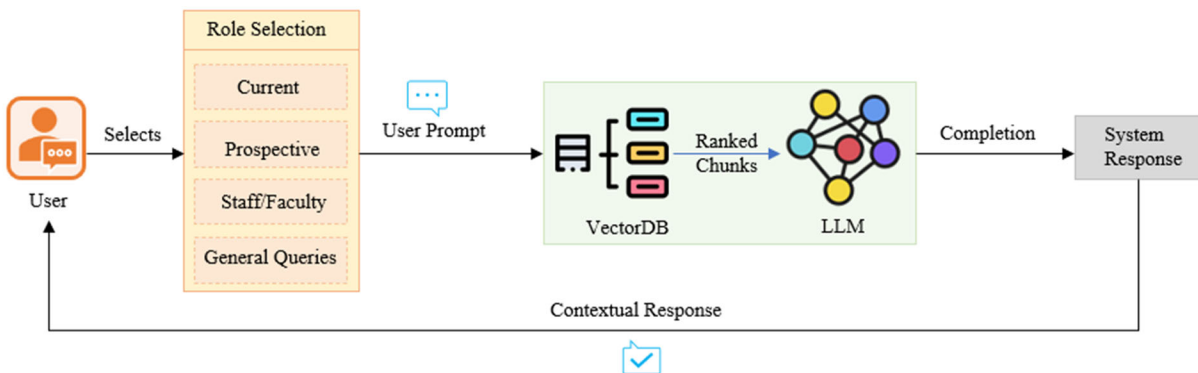 Role Selection
Current
Prospective
Staff/Faculty
General Queries
User
Selects
User Prompt
VectorDB
Ranked
Chunks
LLM
Completion
System
Response
Contextual Response